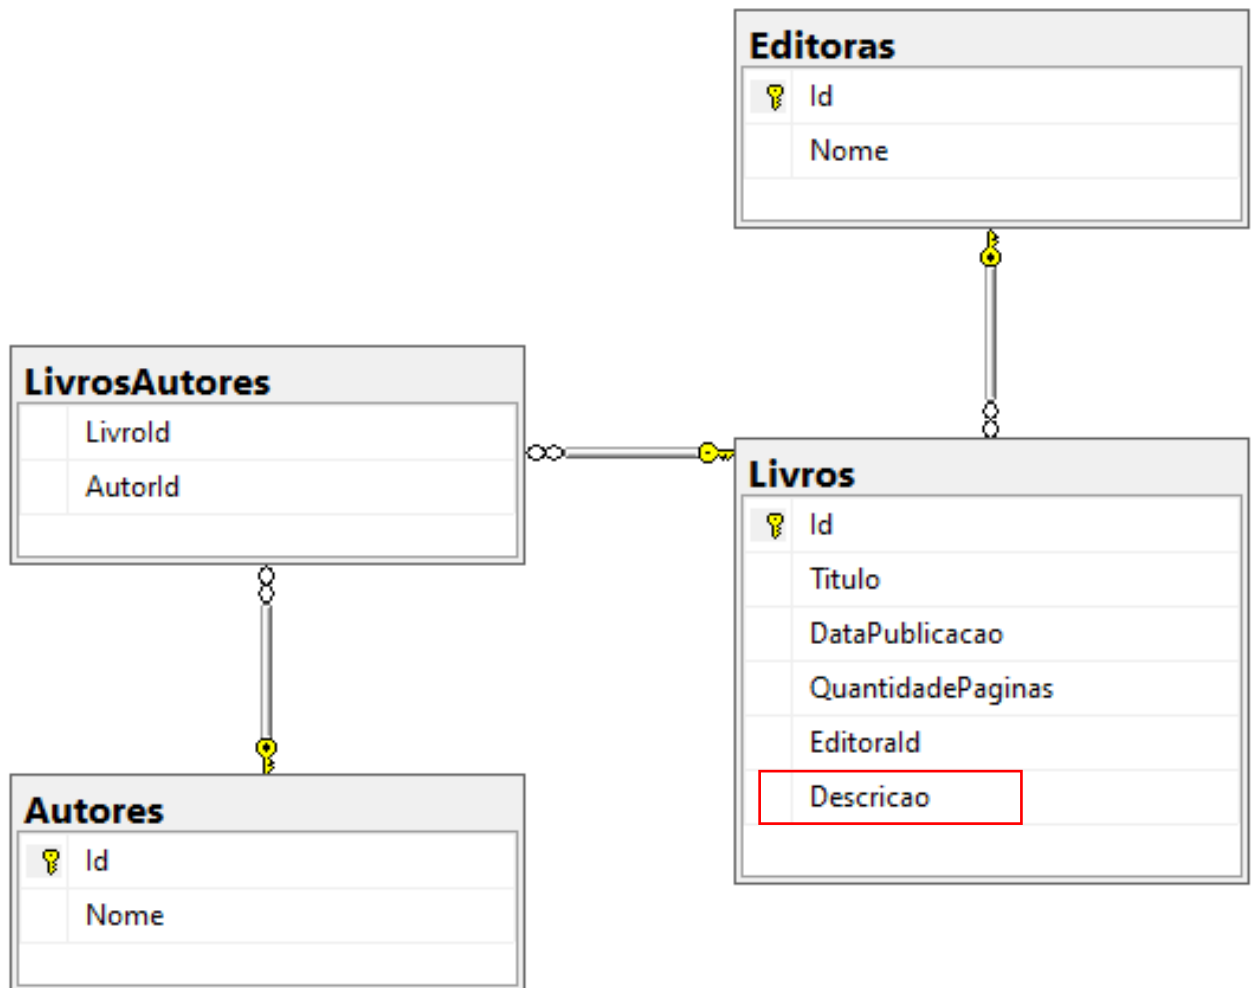 Editoras
Id
Nome
LivrosAutores
LivroId
AutorId
Livros
Id
Titulo
DataPublicacao
QuantidadePaginas
EditoraId
Descricao
Autores
Id
Nome